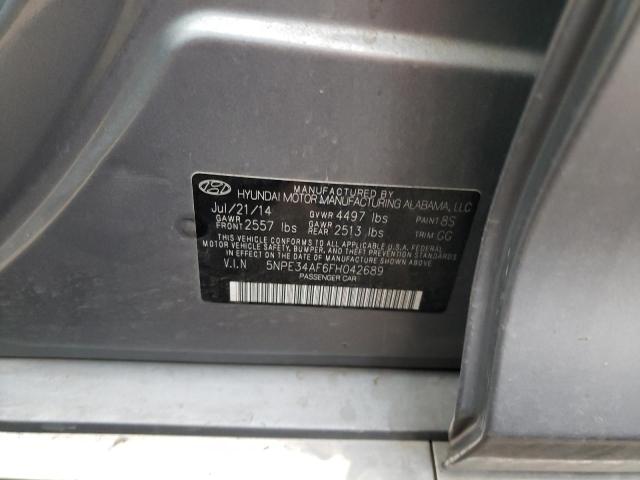 MANUFACTURED BY
HYUNDAI MOTOR MANUFACTURING ALABAMA, LLC
Jul/21/14 GVWR 4497 lbs PAINT: 8S
GAWR FRONT 2557 lbs GAWR REAR 2513 lbs TRIM: GG
THIS VEHICLE CONFORMS TO ALL APPLICABLE U.S.A. FEDERAL
MOTOR VEHICLE SAFETY, BUMPER, AND THEFT PREVENTION STANDARDS
IN EFFECT ON THE DATE OF MANUFACTURE SHOWN ABOVE.
V.I.N 5NPE34AF6FH042689
PASSENGER CAR